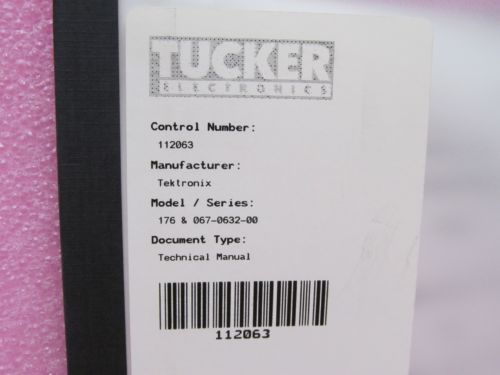 TUCKER
ELECTRONICS
Control Number:
112063
Manufacturer:
Tektronix
Model / Series:
176 & 067-0632-00
Document Type:
Technical Manual
112063